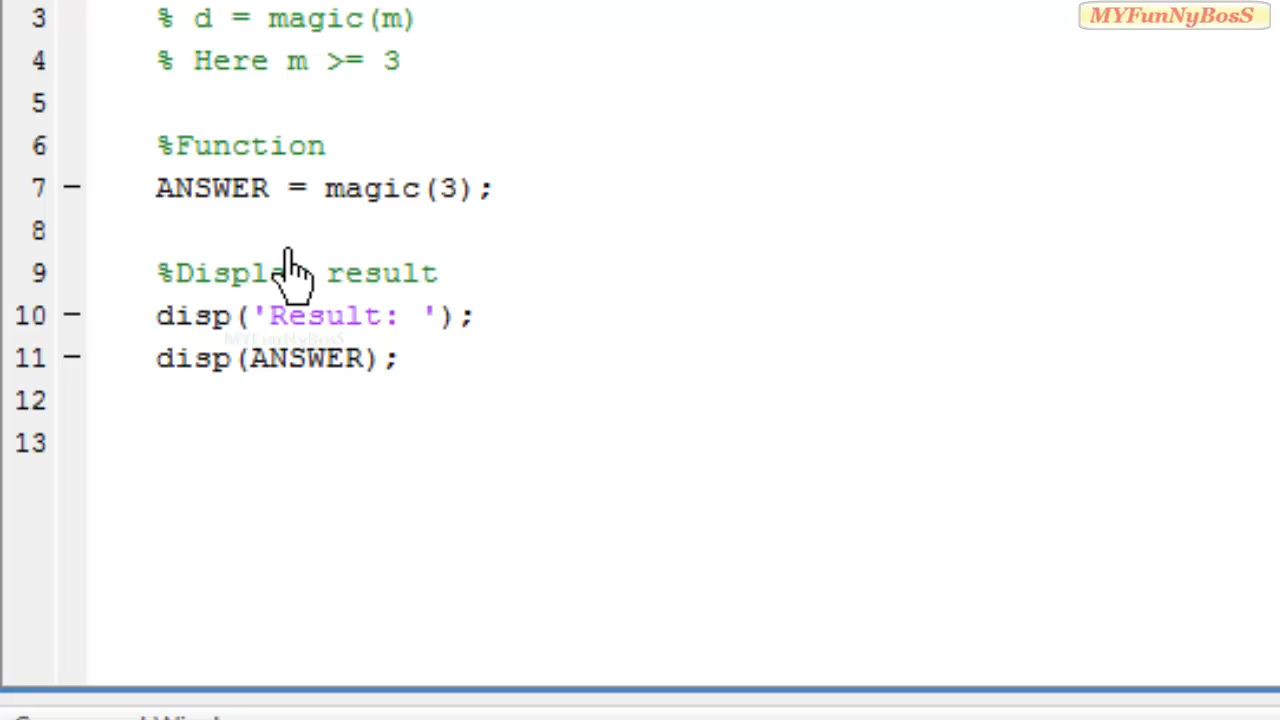 MYFunNyBosS
3 % d = magic(m)
4 % Here m >= 3
5
6 %Function
7 – ANSWER = magic(3);
8
9 result
10 – disp('Result: ');
MYFunNyBosS
11 – disp(ANSWER);
12
13